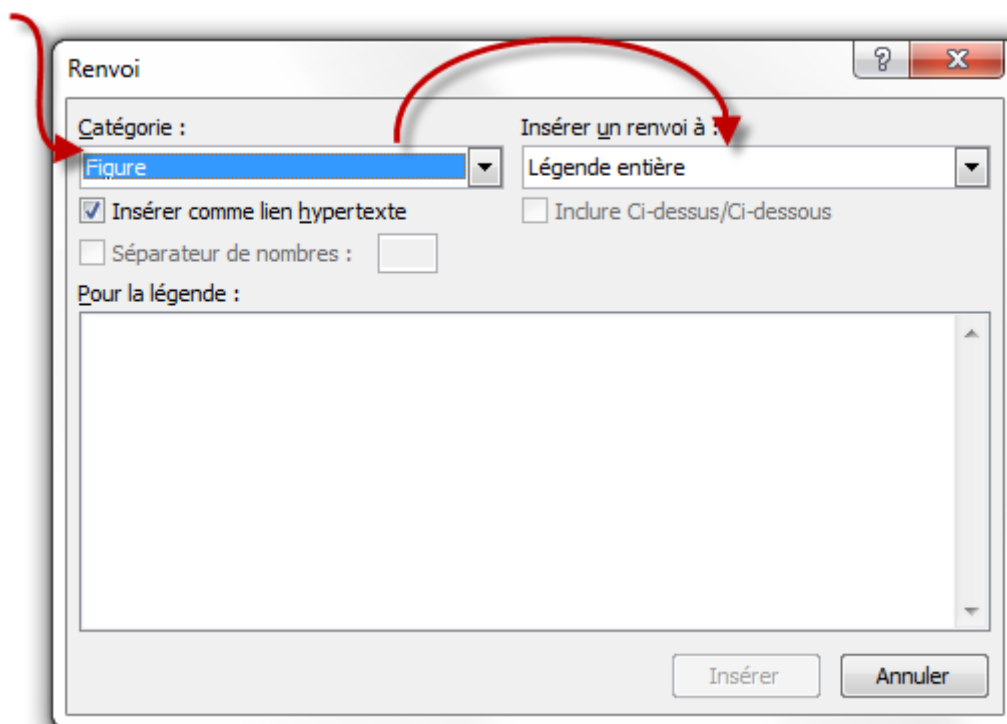 Renvoi
Catégorie :
Insérer un renvoi à :
Figure
Légende entière
Insérer comme lien hypertexte
Inclure Ci-dessus/Ci-dessous
Séparateur de nombres :
Pour la légende :
Insérer
Annuler